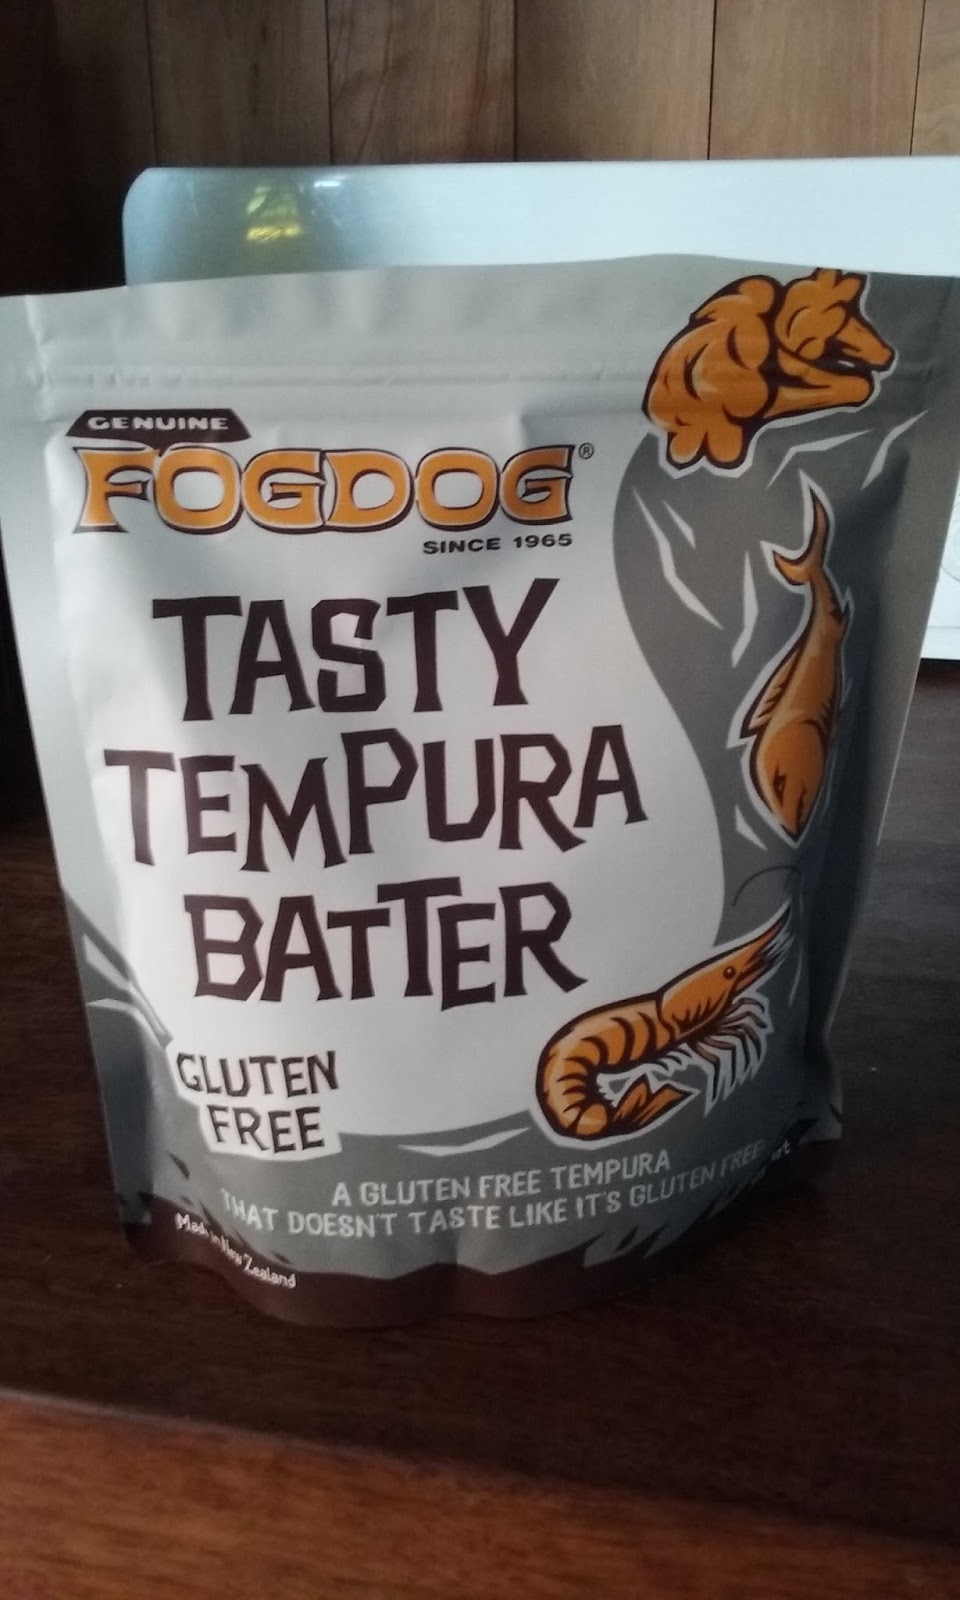 GENUINE
FOGDOG®
SINCE 1965
TASTY
TEMPURA
BATTER
GLUTEN
FREE
A GLUTEN FREE TEMPURA
THAT DOESN'T TASTE LIKE IT'S GLUTEN FREE
Made in New Zealand